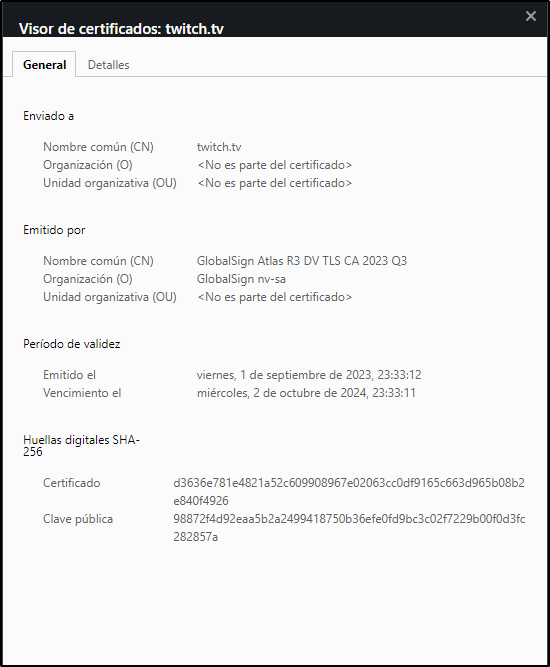 Visor de certificados: twitch.tv
General
Detalles
Enviado a
Nombre común (CN) twitch.tv
Organización (O) <No es parte del certificado>
Unidad organizativa (OU) <No es parte del certificado>
Emitido por
Nombre común (CN) GlobalSign Atlas R3 DV TLS CA 2023 Q3
Organización (O) GlobalSign nv-sa
Unidad organizativa (OU) <No es parte del certificado>
Período de validez
Emitido el viernes, 1 de septiembre de 2023, 23:33:12
Vencimiento el miércoles, 2 de octubre de 2024, 23:33:11
Huellas digitales SHA-
256
Certificado d3636e781e4821a52c609908967e02063cc0df9165c663d965b08b2
e840f4926
Clave pública 98872f4d92eaa5b2a2499418750b36efe0fd9bc3c02f7229b00f0d3fc
282857a